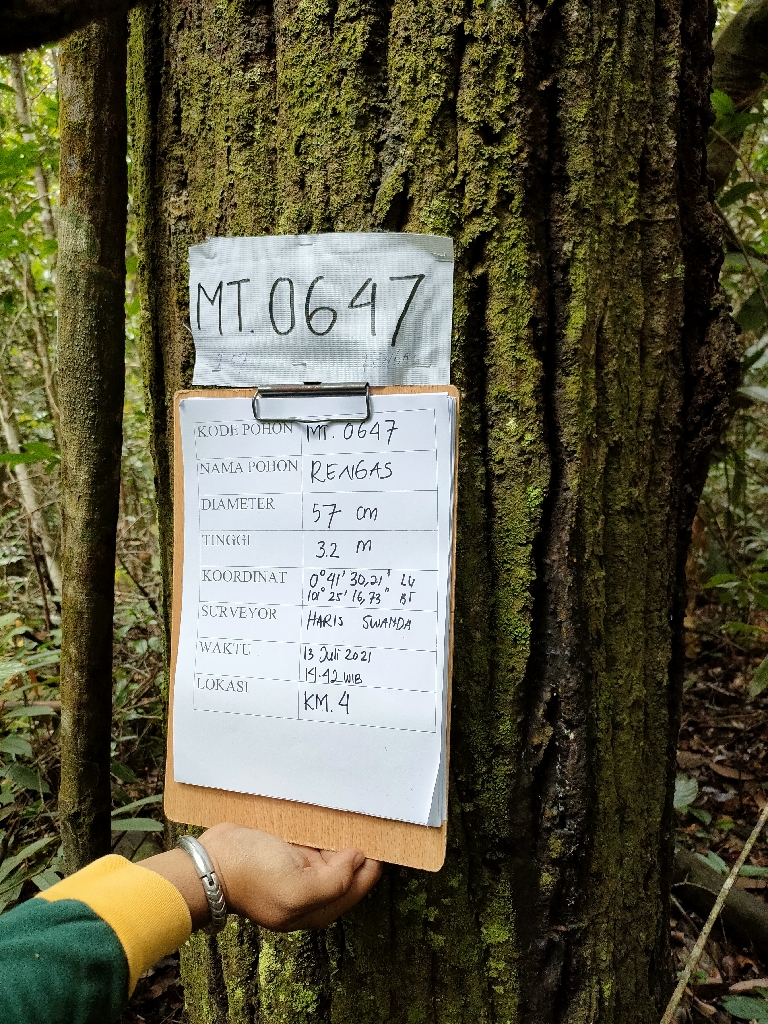 MT. 0647
KODE POHON MT. 0647
NAMA POHON RENGAS
DIAMETER 57 cm
TINGGI 32 m
KOORDINAT 0° 41' 30,21" LU
101° 25' 16,73" BT
SURVEYOR HARIS SWANDA
WAKTU 13 Juli 2021
14.42 WIB
LOKASI KM. 4